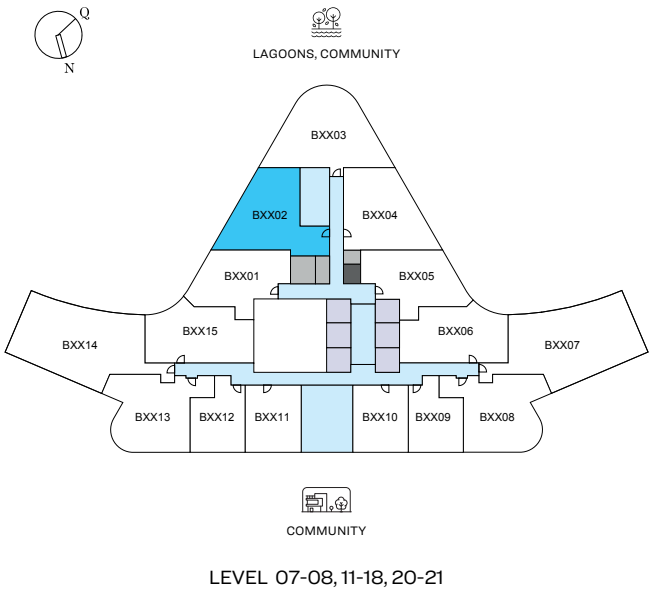 Q
N
LAGOONS, COMMUNITY
BXX03
BXX02
BXX04
BXX01
BXX05
BXX14
BXX15
BXX06
BXX07
BXX13
BXX12
BXX11
BXX10
BXX09
BXX08
COMMUNITY
LEVEL 07-08, 11-18, 20-21